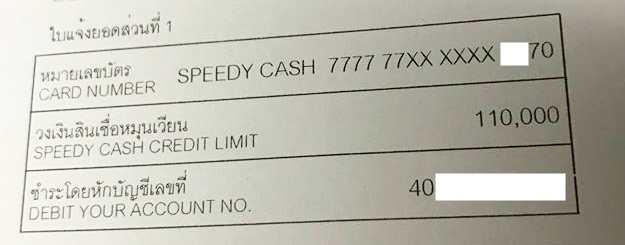 ใบแจ้งยอดส่วนที่ 1
หมายเลขบัตร
CARD NUMBER SPEEDY CASH 7777 77XX XXXX 70
วงเงินสินเชื่อหมุนเวียน
SPEEDY CASH CREDIT LIMIT 110,000
ชำระโดยหักบัญชีเลขที่
DEBIT YOUR ACCOUNT NO. 40